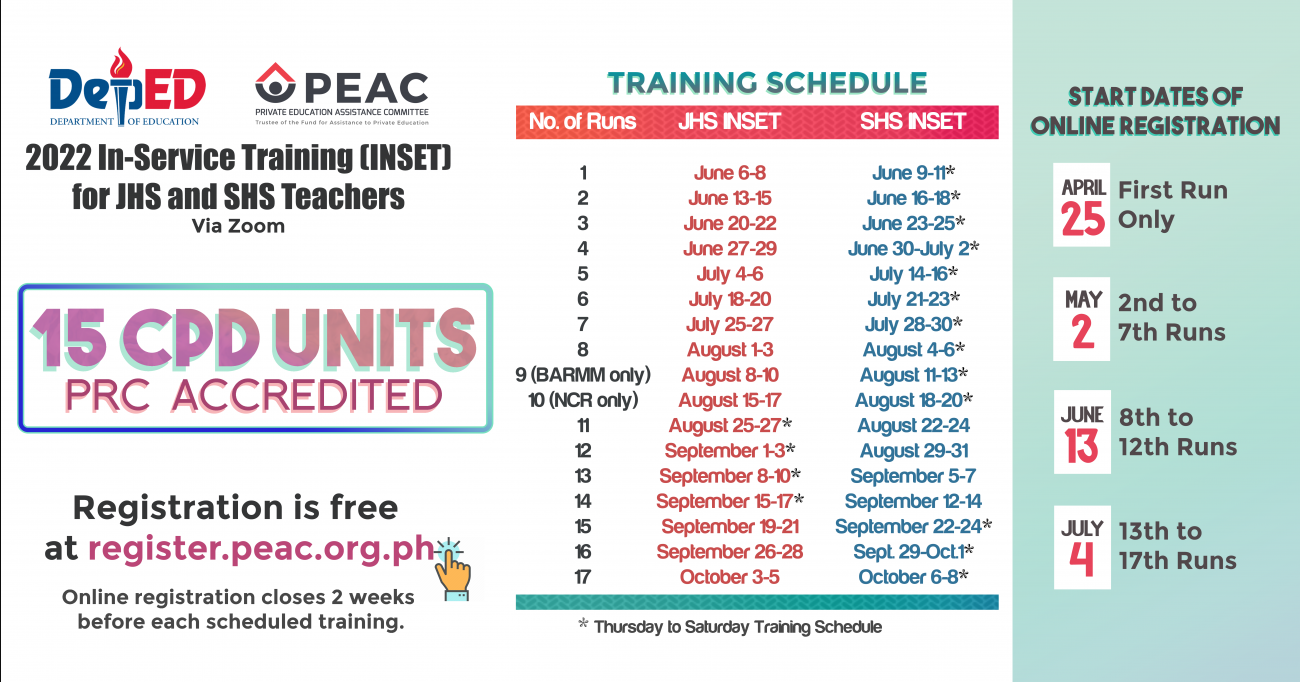 DepED
DEPARTMENT OF EDUCATION
PEAC
PRIVATE EDUCATION ASSISTANCE COMMITTEE
Trustee of the Fund for Assistance to Private Education
2022 In-Service Training (INSET)
for JHS and SHS Teachers
Via Zoom
15 CPD UNITS
PRC ACCREDITED
Registration is free
at register.peac.org.ph
Online registration closes 2 weeks
before each scheduled training.
TRAINING SCHEDULE
No. of Runs JHS INSET SHS INSET
1 June 6-8 June 9-11*
2 June 13-15 June 16-18*
3 June 20-22 June 23-25*
4 June 27-29 June 30-July 2*
5 July 4-6 July 14-16*
6 July 18-20 July 21-23*
7 July 25-27 July 28-30*
8 August 1-3 August 4-6*
9 (BARMM only) August 8-10 August 11-13*
10 (NCR only) August 15-17 August 18-20*
11 August 25-27* August 22-24
12 September 1-3* August 29-31
13 September 8-10* September 5-7
14 September 15-17* September 12-14
15 September 19-21 September 22-24*
16 September 26-28 Sept. 29-Oct.1*
17 October 3-5 October 6-8*
* Thursday to Saturday Training Schedule
START DATES OF
ONLINE REGISTRATION
APRIL
25
First Run
Only
MAY
2
2nd to
7th Runs
JUNE
13
8th to
12th Runs
JULY
4
13th to
17th Runs